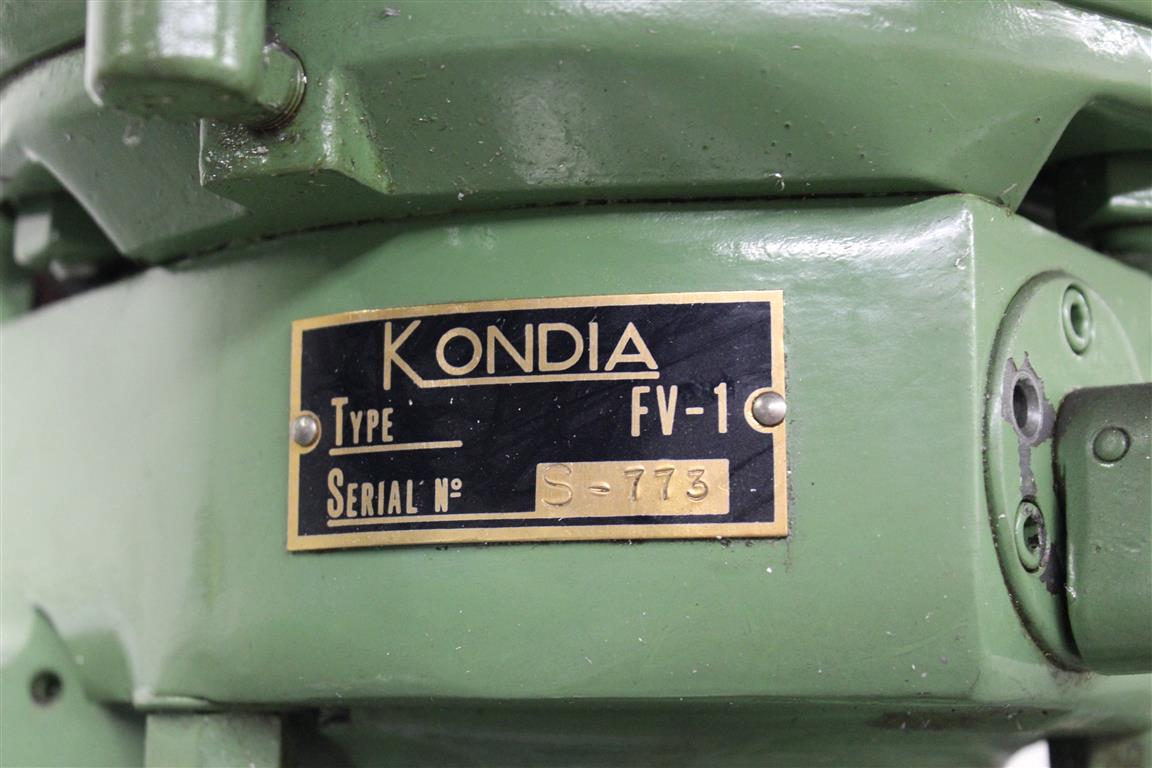 KONDIA
TYPE FV-1
SERIAL Nº S-773